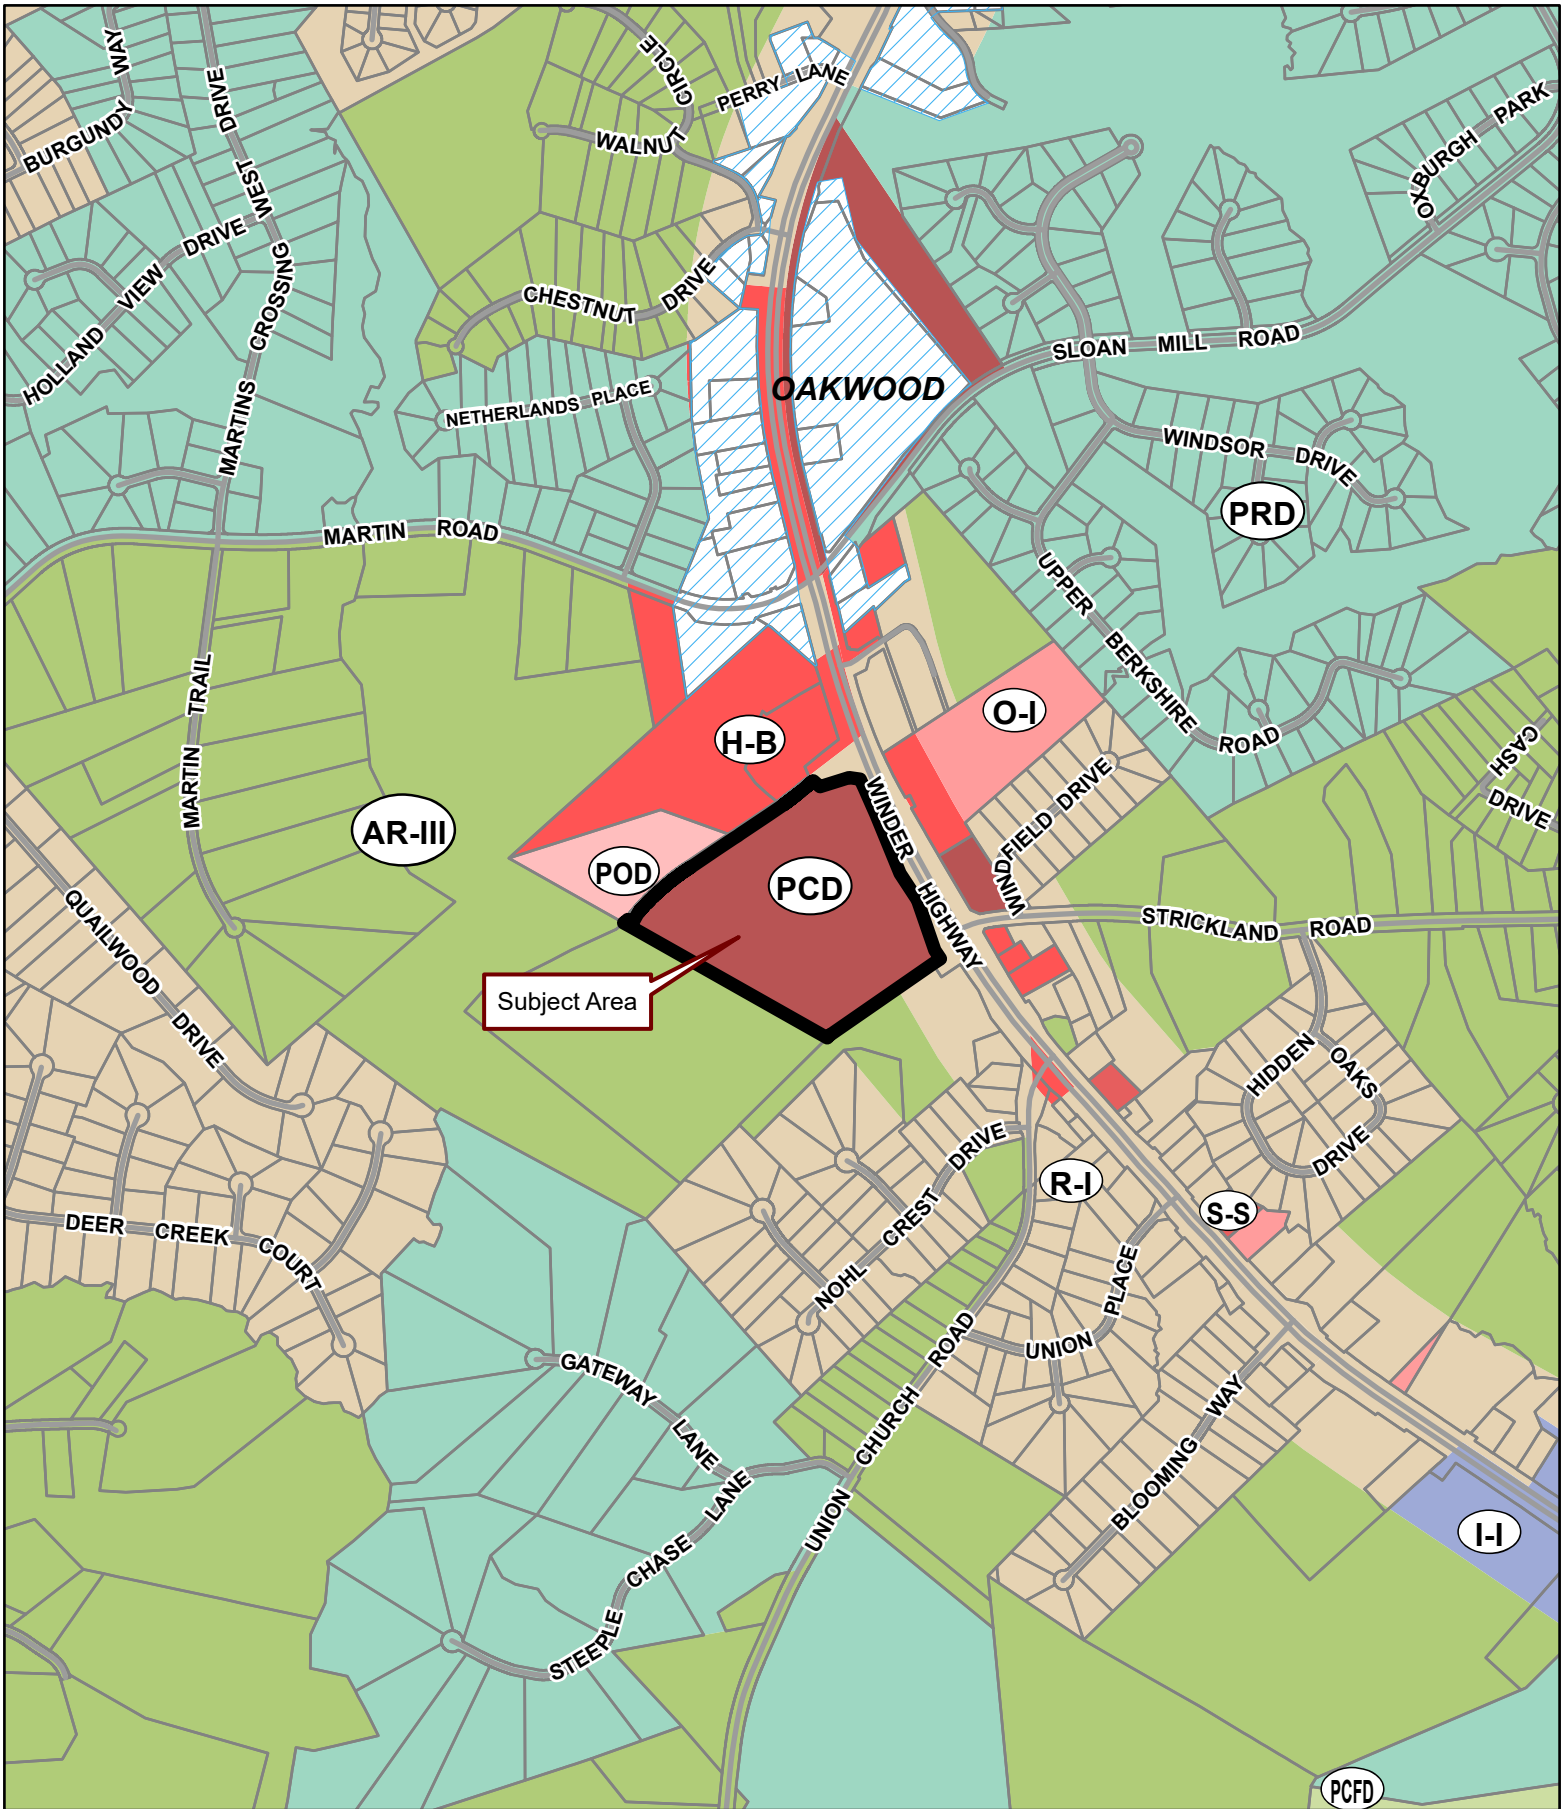 BURGUNDY WAY
WEST DRIVE
CIRCLE
WALNUT
PERRY LANE
OXBURGH PARK
HOLLAND VIEW DRIVE
MARTINS CROSSING
CHESTNUT DRIVE
NETHERLANDS PLACE
OAKWOOD
SLOAN MILL ROAD
WINDSOR DRIVE
PRD
MARTIN ROAD
UPPER BERKSHIRE ROAD
MARTIN TRAIL
H-B
O-I
CASH DRIVE
WINDFIELD DRIVE
AR-III
POD
PCD
WINDER HIGHWAY
STRICKLAND ROAD
QUAILWOOD DRIVE
Subject Area
HIDDEN OAKS DRIVE
NOHL CREST DRIVE
R-I
S-S
DEER CREEK COURT
UNION PLACE
GATEWAY LANE
UNION CHURCH ROAD
BLOOMING WAY
STEEPLE CHASE LANE
I-I
PCFD